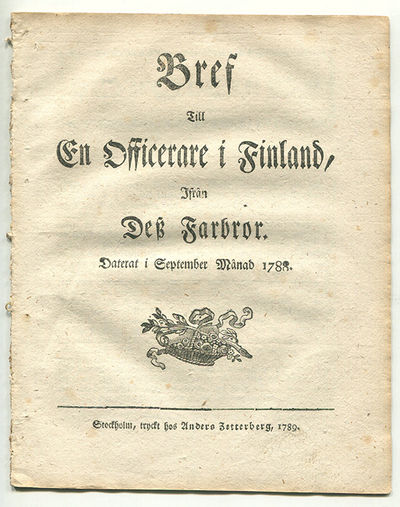 Bref
Till
En Officerare i Finland,
Ifrån
Deß Farbror.
Daterat i September Månad 1788.
Stockholm, tryckt hos Anders Zetterberg, 1789.